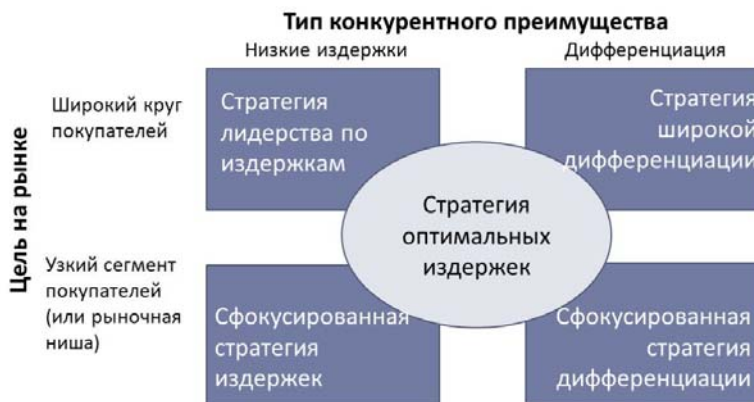 Тип конкурентного преимущества
Низкие издержки
Дифференциация
Цель на рынке
Широкий круг
покупателей
Стратегия
лидерства по
издержкам
Стратегия
широкой
дифференциации
Стратегия
оптимальных
издержек
Узкий сегмент
покупателей
(или рыночная
ниша)
Сфокусированная
стратегия
издержек
Сфокусированная
стратегия
дифференциации